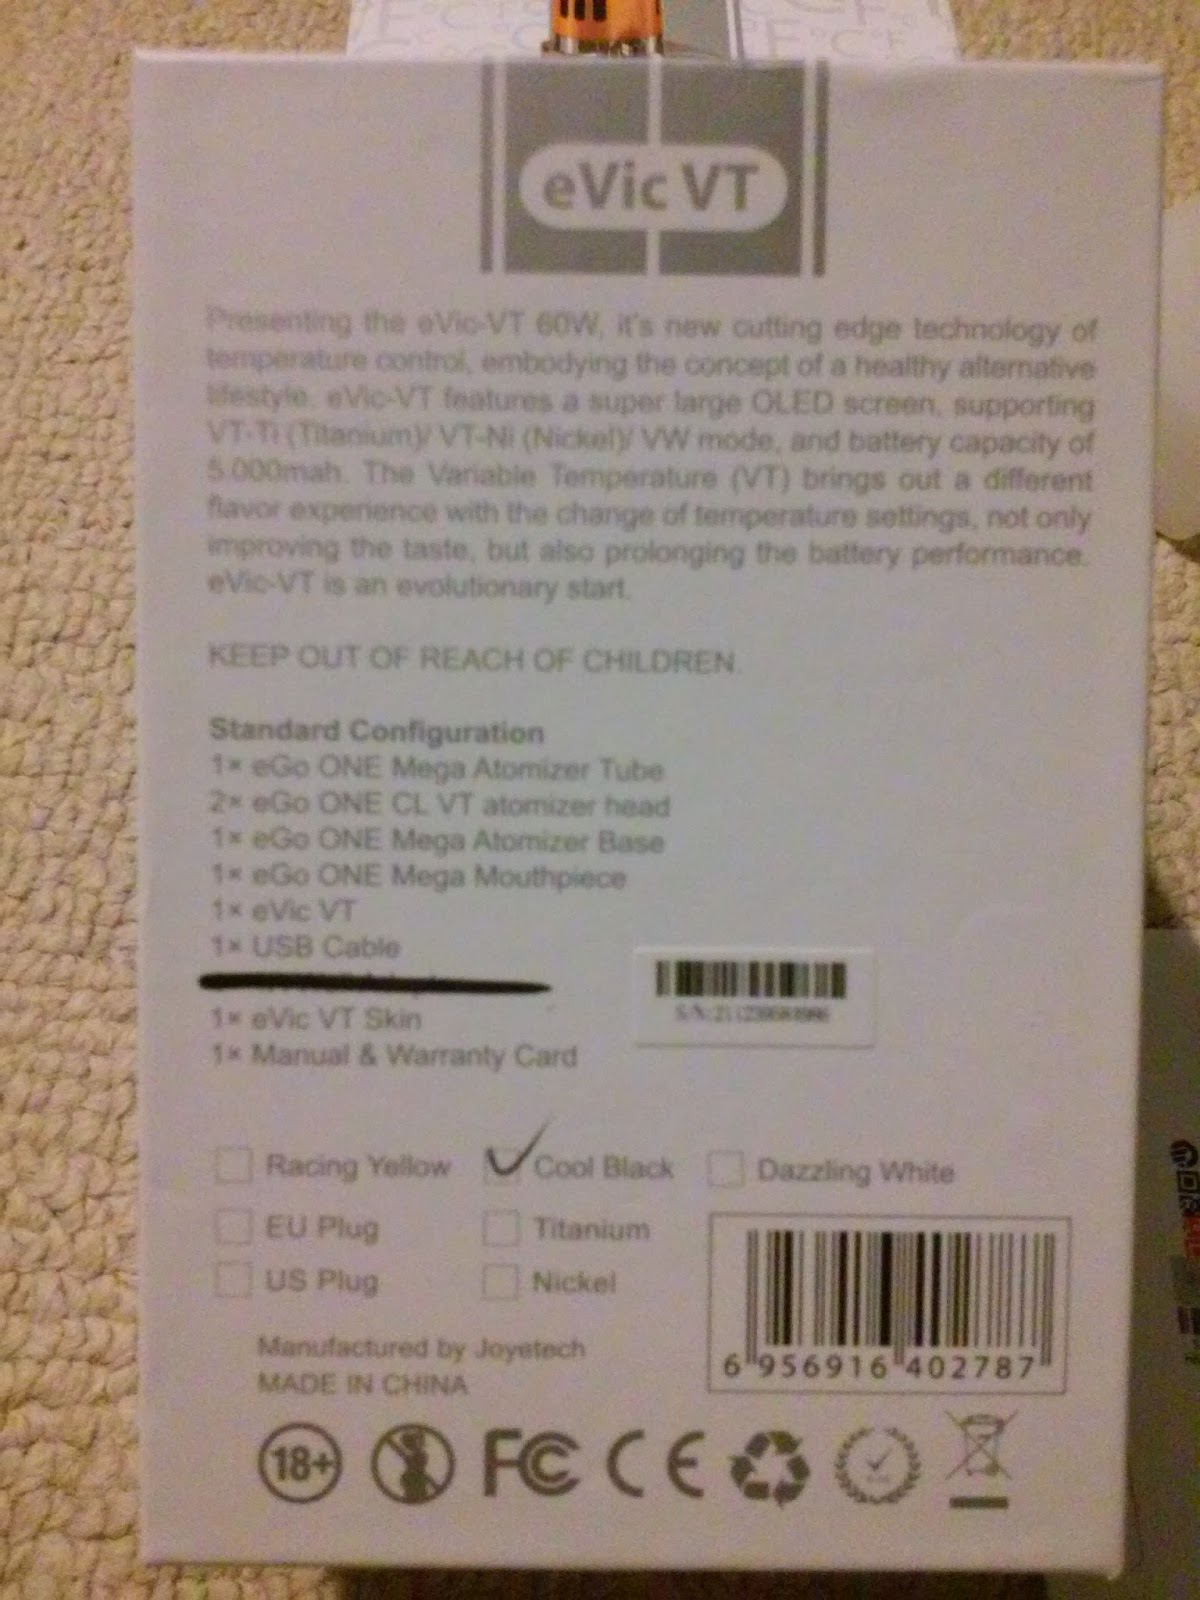 eVic VT
Presenting the eVic-VT 60W, it's new cutting edge technology of
temperature control, embodying the concept of a healthy alternative
lifestyle. eVic-VT features a super large OLED screen, supporting
VT-Ti (Titanium)/ VT-Ni (Nickel)/ VW mode, and battery capacity of
5.000mah. The Variable Temperature (VT) brings out a different
flavor experience with the change of temperature settings, not only
improving the taste, but also prolonging the battery performance.
eVic-VT is an evolutionary start.
KEEP OUT OF REACH OF CHILDREN.
Standard Configuration
1× eGo ONE Mega Atomizer Tube
2× eGo ONE CL VT atomizer head
1× eGo ONE Mega Atomizer Base
1× eGo ONE Mega Mouthpiece
1× eVic VT
1× USB Cable
1× eVic VT Skin
1× Manual & Warranty Card
S/N:
Racing Yellow Cool Black Dazzling White
EU Plug Titanium
US Plug Nickel
6 956916 402787
Manufactured by Joyetech
MADE IN CHINA
18+ FC CE